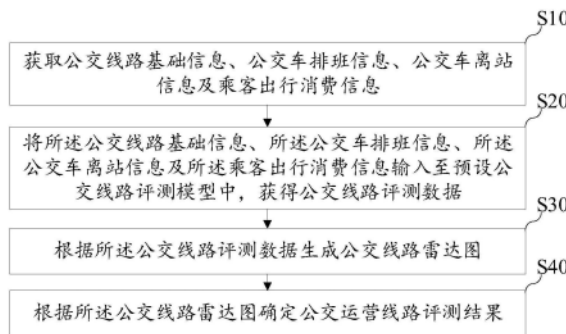 S10
获取公交线路基础信息、公交车排班信息、公交车离站
信息及乘客出行消费信息
S20
将所述公交线路基础信息、所述公交车排班信息、所述
公交车离站信息及所述乘客出行消费信息输入至预设公
交线路评测模型中，获得公交线路评测数据
S30
根据所述公交线路评测数据生成公交线路雷达图
S40
根据所述公交线路雷达图确定公交运营线路评测结果